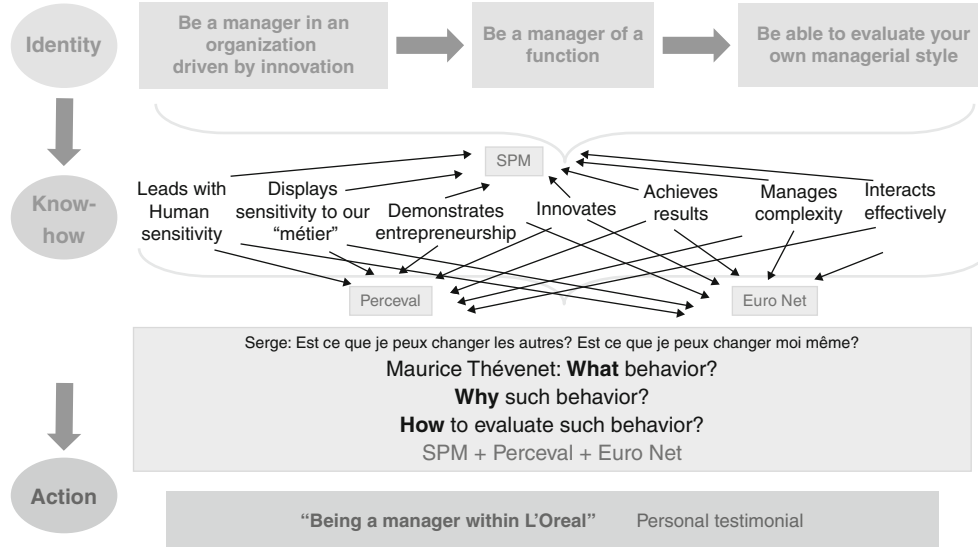 Identity
Be a manager in an
organization
driven by innovation
Be a manager of a
function
Be able to evaluate your
own managerial style
SPM
Know-
how
Leads with
Human
sensitivity
Displays
sensitivity to our
“métier”
Demonstrates
entrepreneurship
Innovates
Achieves
results
Manages
complexity
Interacts
effectively
Perceval
Euro Net
Serge: Est ce que je peux changer les autres? Est ce que je peux changer moi même?
Maurice Thévenet: What behavior?
Why such behavior?
How to evaluate such behavior?
SPM + Perceval + Euro Net
Action
“Being a manager within L’Oreal” Personal testimonial